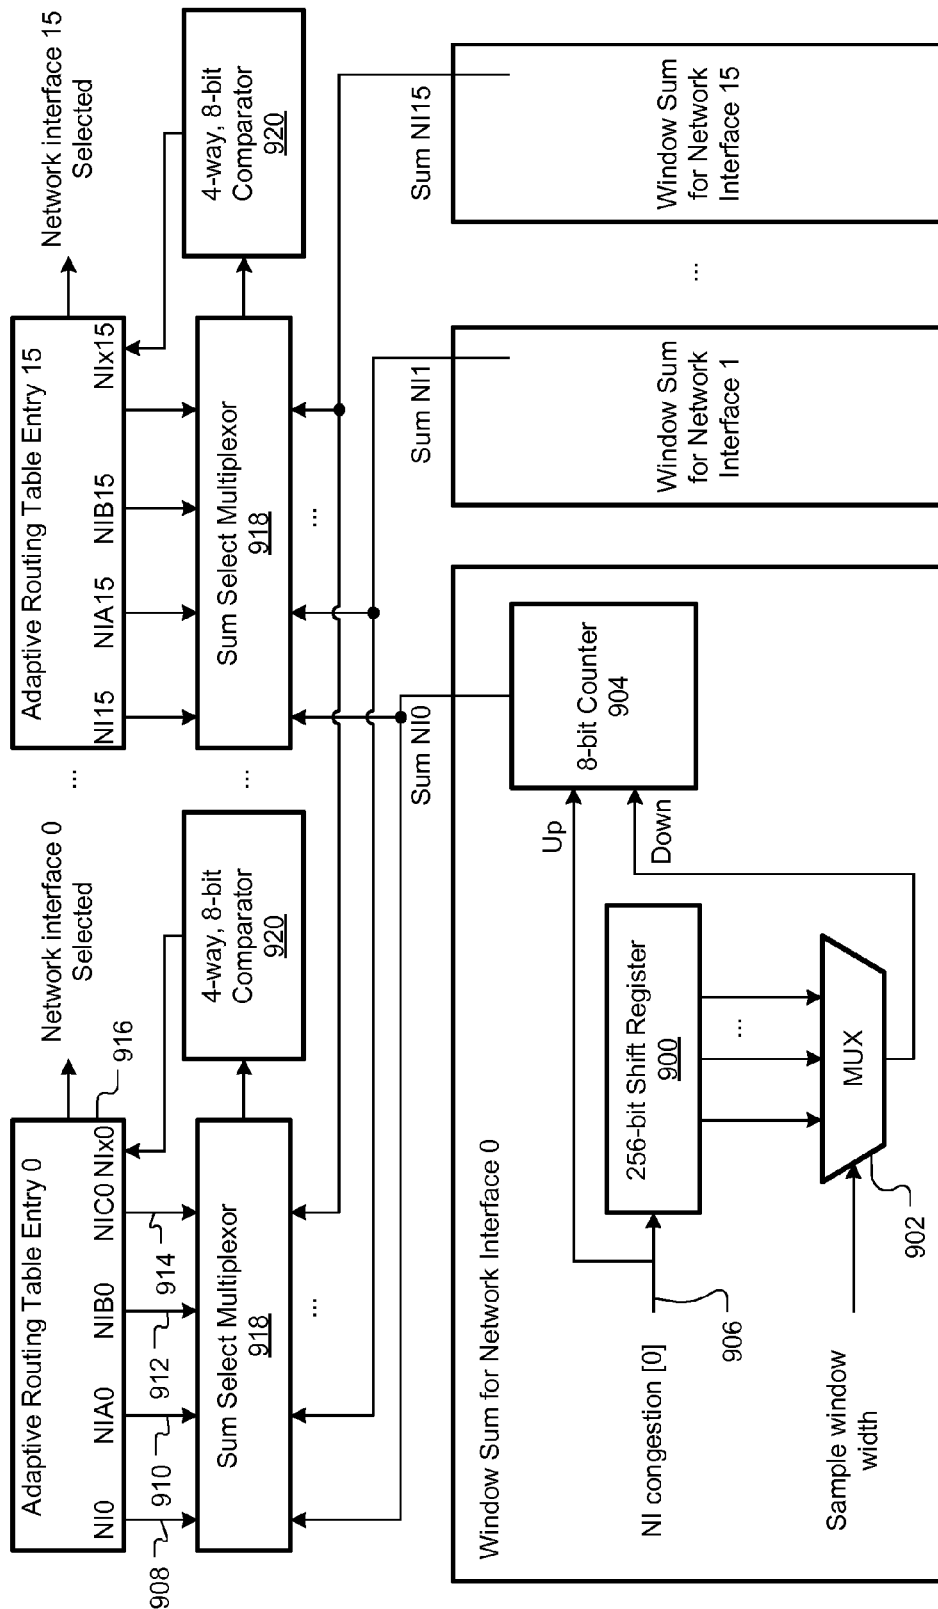 Adaptive Routing Table Entry 0
NI0
NIA0
NIB0
NIC0
NIx0
Network interface 0
Selected
916
908
910
912
914
Sum Select Multiplexor
918
4-way, 8-bit
Comparator
920
...
...
...
Adaptive Routing Table Entry 15
NI15
NIA15
NIB15
NIx15
Network interface 15
Selected
Sum Select Multiplexor
918
4-way, 8-bit
Comparator
920
...
Sum NI0
Sum NI1
Sum NI15
Window Sum for Network Interface 0
NI congestion [0]
906
256-bit Shift Register
900
...
Up
Down
8-bit Counter
904
MUX
902
Sample window
width
Window Sum
for Network
Interface 1
...
Window Sum
for Network
Interface 15